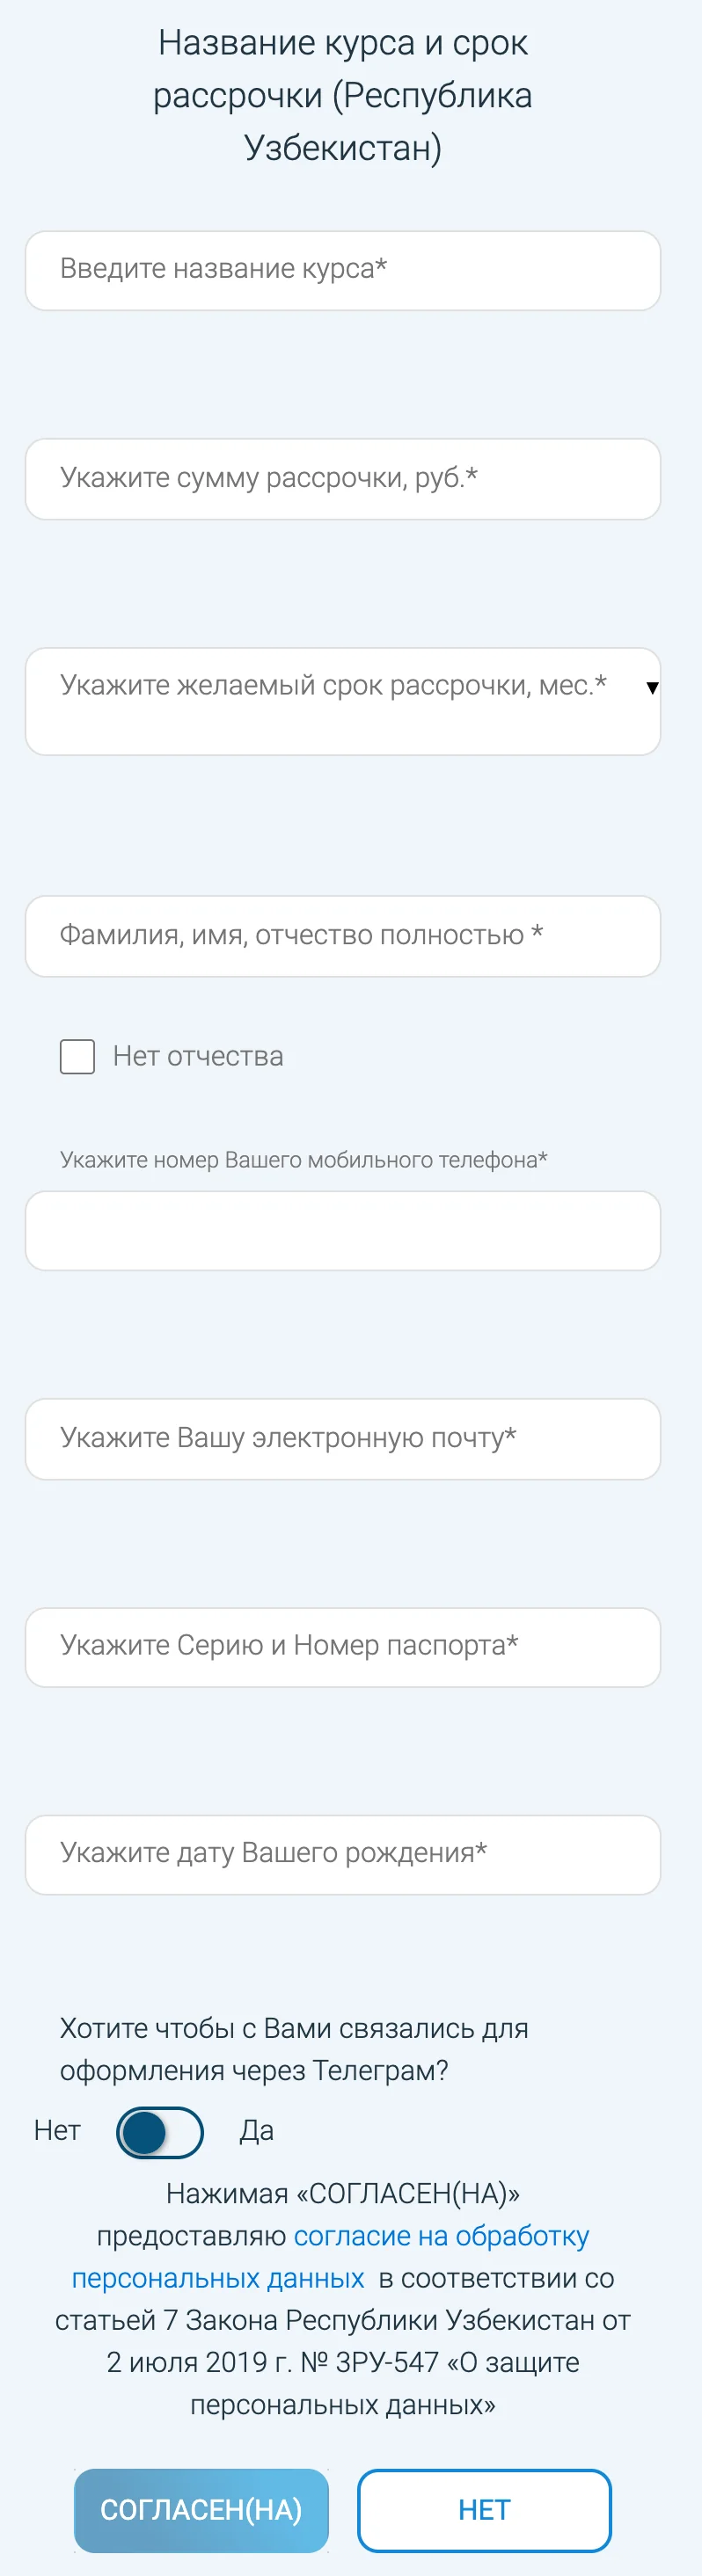 Название курса и срок
рассрочки (Республика
Узбекистан)
Введите название курса*
Укажите сумму рассрочки, руб.*
Укажите желаемый срок рассрочки, мес.*
Фамилия, имя, отчество полностью *
Нет отчества
Укажите номер Вашего мобильного телефона*
Укажите Вашу электронную почту*
Укажите Серию и Номер паспорта*
Укажите дату Вашего рождения*
Хотите чтобы с Вами связались для
оформления через Телеграм?
Нет Да
Нажимая «СОГЛАСЕН(НА)»
предоставляю согласие на обработку
персональных данных в соответствии со
статьей 7 Закона Республики Узбекистан от
2 июля 2019 г. № ЗРУ-547 «О защите
персональных данных»
СОГЛАСЕН(НА) НЕТ